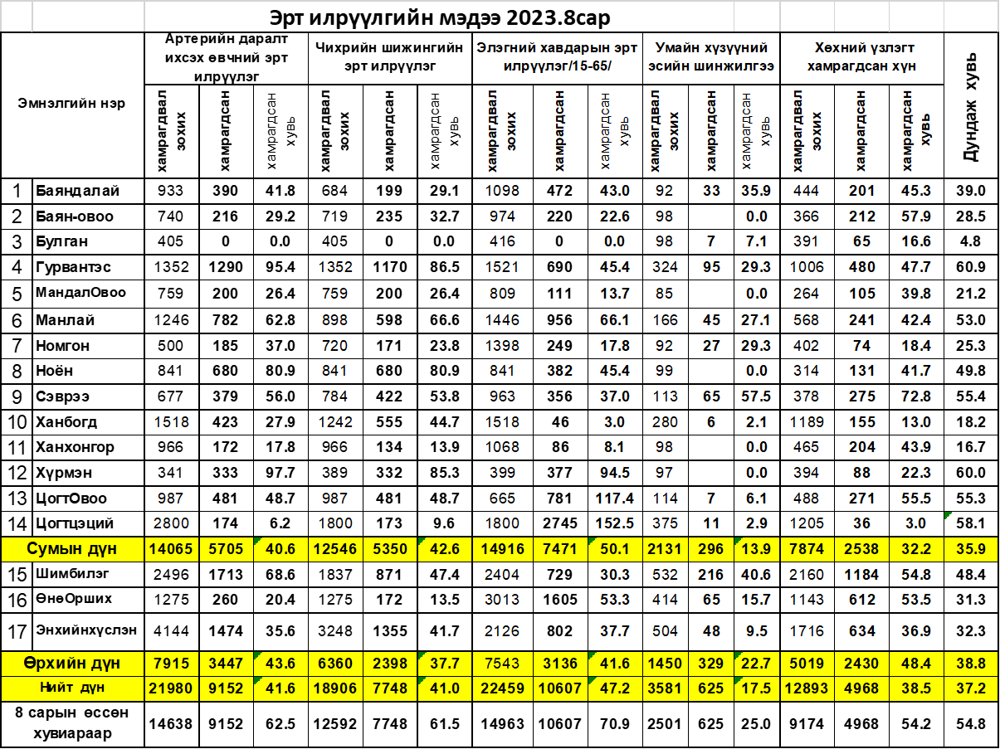 Эрт илрүүлгийн мэдээ 2023.8сар
Эмнэлгийн нэр
Артерийн даралт
ихсэх өвчний эрт
илрүүлэг
Чихрийн шижингийн
эрт илрүүлэг
Элэгний хавдарын эрт
илрүүлэг/15-65/
Умайн хүзүүний
эсийн шинжилгээ
Хөхний үзлэгт
хамрагдсан хүн
Дундаж хувь
хамрагдвал
зохих
хамрагдсан
хамрагдсан
хувь
хамрагдвал
зохих
хамрагдсан
хамрагдсан
хувь
хамрагдвал
зохих
хамрагдсан
хамрагдсан
хувь
хамрагдвал
зохих
хамрагдсан
хамрагдсан
хувь
хамрагдвал
зохих
хамрагдсан
хамрагдсан
хувь
1 Баяндалай 933 390 41.8 684 199 29.1 1098 472 43.0 92 33 35.9 444 201 45.3 39.0
2 Баян-овоо 740 216 29.2 719 235 32.7 974 220 22.6 98 0.0 366 212 57.9 28.5
3 Булган 405 0 0.0 405 0 0.0 416 0 0.0 98 7 7.1 391 65 16.6 4.8
4 Гурвантэс 1352 1290 95.4 1352 1170 86.5 1521 690 45.4 324 95 29.3 1006 480 47.7 60.9
5 МандалОвоо 759 200 26.4 759 200 26.4 809 111 13.7 85 0.0 264 105 39.8 21.2
6 Манлай 1246 782 62.8 898 598 66.6 1446 956 66.1 166 45 27.1 568 241 42.4 53.0
7 Номгон 500 185 37.0 720 171 23.8 1398 249 17.8 92 27 29.3 402 74 18.4 25.3
8 Ноён 841 680 80.9 841 680 80.9 841 382 45.4 99 0.0 314 131 41.7 49.8
9 Сэврээ 677 379 56.0 784 422 53.8 963 356 37.0 113 65 57.5 378 275 72.8 55.4
10 Ханбогд 1518 423 27.9 1242 555 44.7 1518 46 3.0 280 6 2.1 1189 155 13.0 18.2
11 Ханхонгор 966 172 17.8 966 134 13.9 1068 86 8.1 98 0.0 465 204 43.9 16.7
12 Хүрмэн 341 333 97.7 389 332 85.3 399 377 94.5 97 0.0 394 88 22.3 60.0
13 ЦогтОвоо 987 481 48.7 987 481 48.7 665 781 117.4 114 7 6.1 488 271 55.5 55.3
14 Цогтцэций 2800 174 6.2 1800 173 9.6 1800 2745 152.5 375 11 2.9 1205 36 3.0 58.1
Сумын дүн 14065 5705 40.6 12546 5350 42.6 14916 7471 50.1 2131 296 13.9 7874 2538 32.2 35.9
15 Шимбилэг 2496 1713 68.6 1837 871 47.4 2404 729 30.3 532 216 40.6 2160 1184 54.8 48.4
16 ӨнөОрших 1275 260 20.4 1275 172 13.5 3013 1605 53.3 414 65 15.7 1143 612 53.5 31.3
17 Энхийнхүслэн 4144 1474 35.6 3248 1355 41.7 2126 802 37.7 504 48 9.5 1716 634 36.9 32.3
Өрхийн дүн 7915 3447 43.6 6360 2398 37.7 7543 3136 41.6 1450 329 22.7 5019 2430 48.4 38.8
Нийт дүн 21980 9152 41.6 18906 7748 41.0 22459 10607 47.2 3581 625 17.5 12893 4968 38.5 37.2
8 сарын өссөн
хувиараар 14638 9152 62.5 12592 7748 61.5 14963 10607 70.9 2501 625 25.0 9174 4968 54.2 54.8